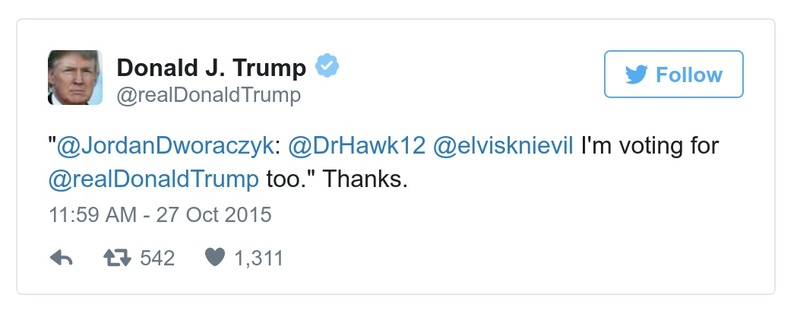 Donald J. Trump
@realDonaldTrump
Follow
"@JordanDworaczyk: @DrHawk12 @elvisknievil I'm voting for
@realDonaldTrump too." Thanks.
11:59 AM - 27 Oct 2015
542 1,311